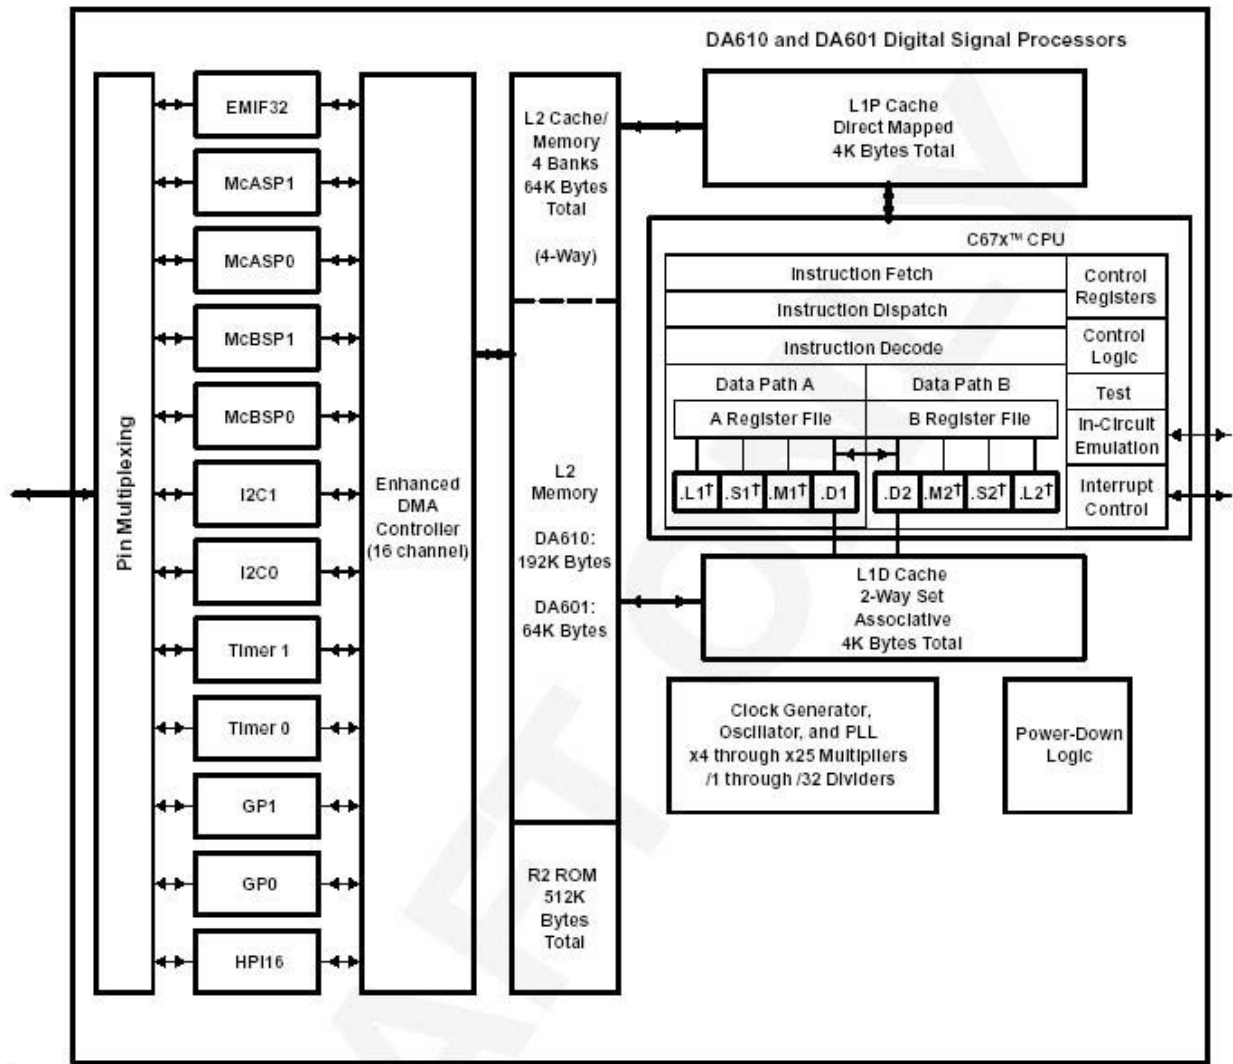 DA610 and DA601 Digital Signal Processors
Pin Multiplexing
EMIF32
McASP1
McASP0
McBSP1
McBSP0
I2C1
I2C0
Timer 1
Timer 0
GP1
GP0
HPI16
Enhanced
DMA
Controller
(16 channel)
L2 Cache/
Memory
4 Banks
64K Bytes
Total
(4-Way)
L2
Memory
DA610:
192K Bytes
DA601:
64K Bytes
R2 ROM
512K
Bytes
Total
L1P Cache
Direct Mapped
4K Bytes Total
C67x™ CPU
Instruction Fetch
Instruction Dispatch
Instruction Decode
Data Path A
Data Path B
A Register File
B Register File
.L1† .S1† .M1† .D1
.D2 .M2† .S2† .L2†
Control
Registers
Control
Logic
Test
In-Circuit
Emulation
Interrupt
Control
L1D Cache
2-Way Set
Associative
4K Bytes Total
Clock Generator,
Oscillator, and PLL
x4 through x25 Multipliers
/1 through /32 Dividers
Power-Down
Logic